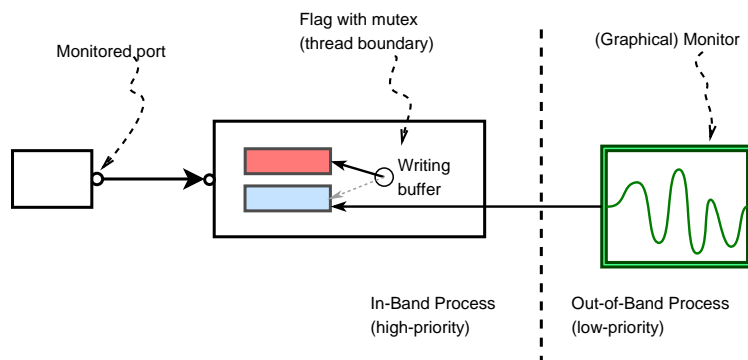 Flag with mutex
(thread boundary)
Monitored port
(Graphical) Monitor
Writing
buffer
In-Band Process
(high-priority)
Out-of-Band Process
(low-priority)